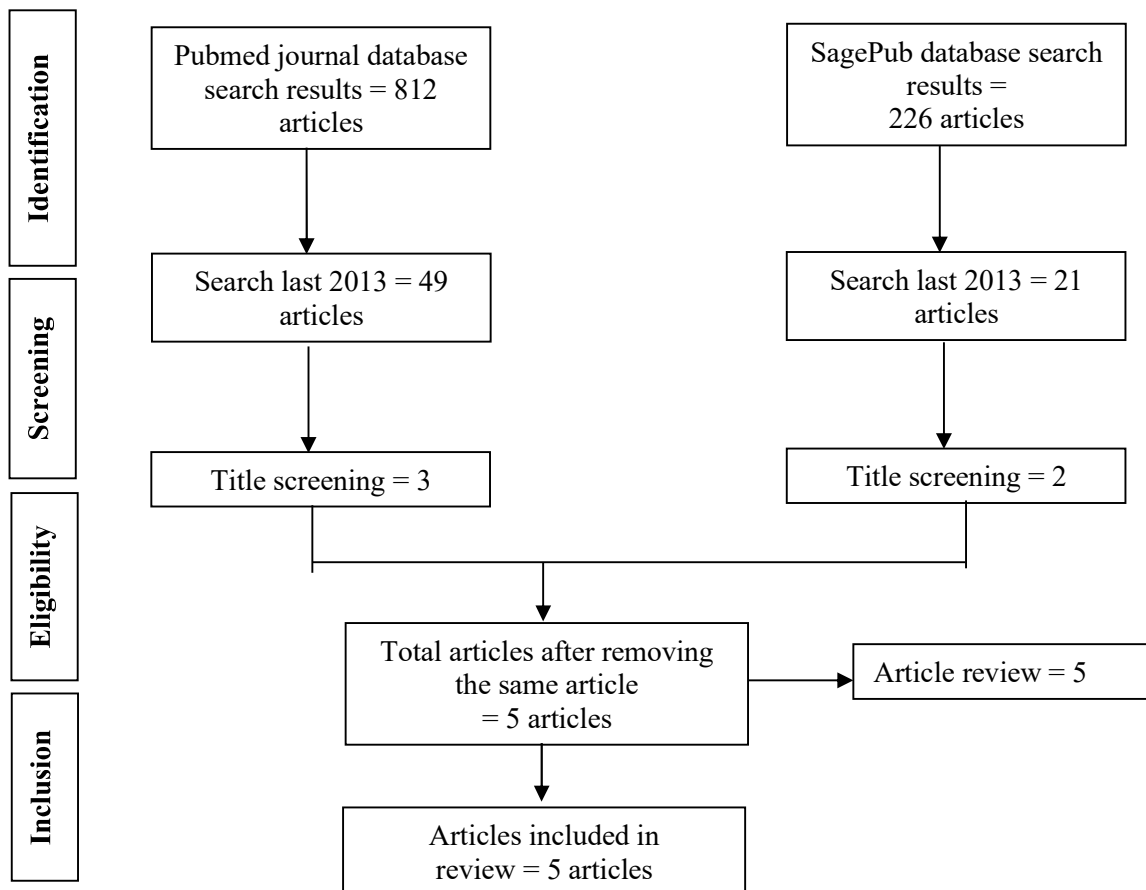 Identification
Pubmed journal database
search results = 812
articles
SagePub database search
results =
226 articles
Screening
Search last 2013 = 49
articles
Search last 2013 = 21
articles
Title screening = 3
Title screening = 2
Eligibility
Total articles after removing
the same article
= 5 articles
Article review = 5
Inclusion
Articles included in
review = 5 articles